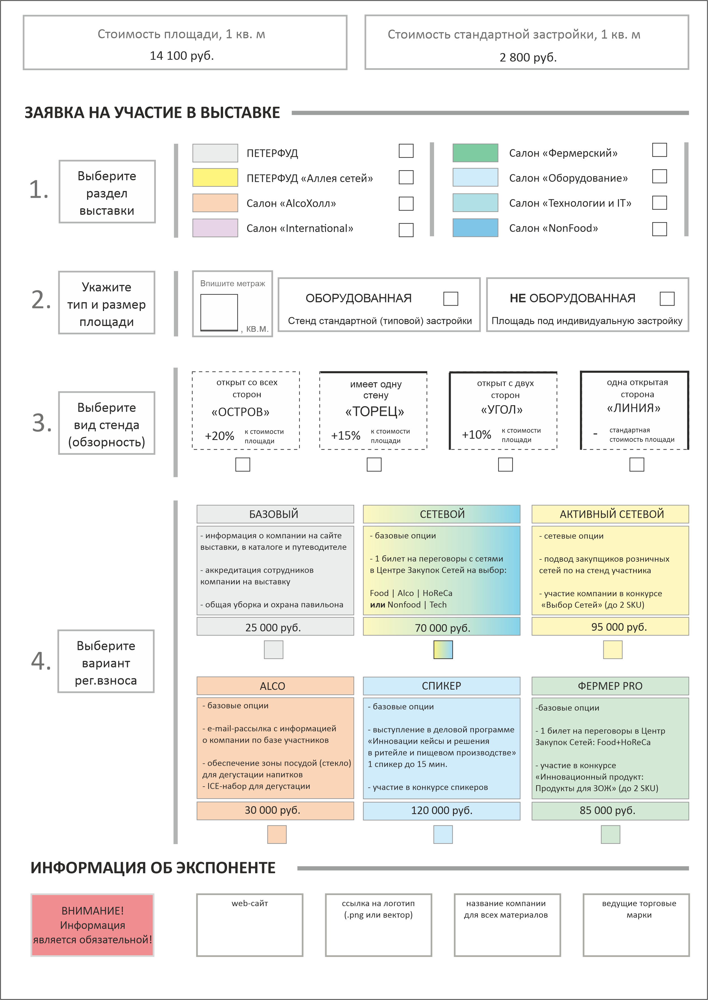 Стоимость площади, 1 кв. м
14 100 руб.
Стоимость стандартной застройки, 1 кв. м
2 800 руб.
ЗАЯВКА НА УЧАСТИЕ В ВЫСТАВКЕ
1.
Выберите
раздел
выставки
ПЕТЕРФУД
ПЕТЕРФУД «Аллея сетей»
Салон «AlcoХолл»
Салон «International»
Салон «Фермерский»
Салон «Оборудование»
Салон «Технологии и IT»
Салон «NonFood»
2.
Укажите
тип и размер
площади
Впишите метраж
, кв.м.
ОБОРУДОВАННАЯ
Стенд стандартной (типовой) застройки
НЕ ОБОРУДОВАННАЯ
Площадь под индивидуальную застройку
3.
Выберите
вид стенда
(обзорность)
открыт со всех
сторон
«ОСТРОВ»
+20% к стоимости
площади
имеет одну
стену
«ТОРЕЦ»
+15% к стоимости
площади
открыт с двух
сторон
«УГОЛ»
+10% к стоимости
площади
одна открытая
сторона
«ЛИНИЯ»
- стандартная
стоимость площади
4.
Выберите
вариант
рег.взноса
БАЗОВЫЙ
- информация о компании на сайте
выставки, в каталоге и путеводителе
- аккредитация сотрудников
компании на выставку
- общая уборка и охрана павильона
25 000 руб.
СЕТЕВОЙ
- базовые опции
- 1 билет на переговоры с сетями
в Центре Закупок Сетей на выбор:
Food | Alco | HoReCa
или Nonfood | Tech
70 000 руб.
АКТИВНЫЙ СЕТЕВОЙ
- сетевые опции
- подвод закупщиков розничных
сетей по на стенд участника
- участие компании в конкурсе
«Выбор Сетей» (до 2 SKU)
95 000 руб.
ALCO
- базовые опции
- e-mail-рассылка с информацией
о компании по базе участников
- обеспечение зоны посудой (стекло)
для дегустации напитков
- ICE-набор для дегустации
30 000 руб.
СПИКЕР
- базовые опции
- выступление в деловой программе
«Инновации кейсы и решения
в ритейле и пищевом производстве»
1 спикер до 15 мин.
- участие в конкурсе спикеров
120 000 руб.
ФЕРМЕР PRO
-базовые опции
- 1 билет на переговоры в Центр
Закупок Сетей: Food+HoReCa
- участие в конкурсе
«Инновационный продукт:
Продукты для ЗОЖ» (до 2 SKU)
85 000 руб.
ИНФОРМАЦИЯ ОБ ЭКСПОНЕНТЕ
ВНИМАНИЕ!
Информация
является обязательной!
web-сайт
ссылка на логотип
(.png или вектор)
название компании
для всех материалов
ведущие торговые
марки